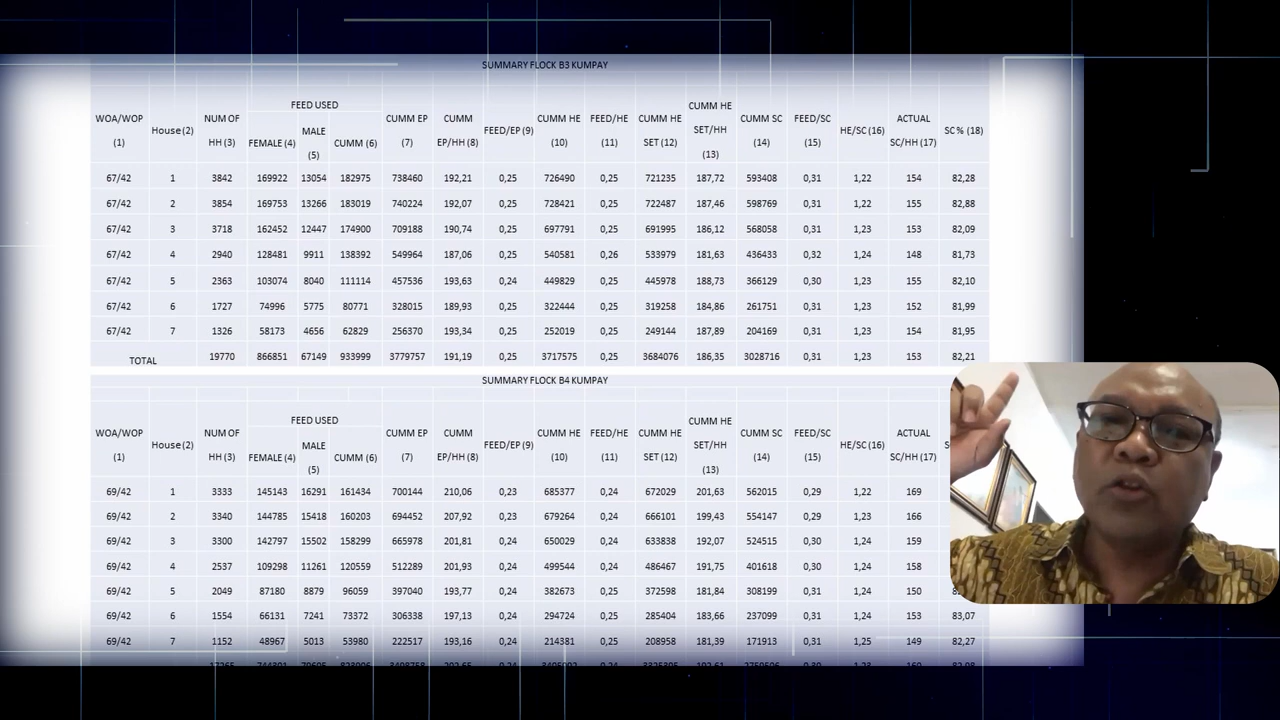 SUMMARY FLOCK B3 KUMPAY
WOA/WOP (1) House (2) NUM OF HH (3) FEED USED FEMALE (4) MALE (5) CUMM (6) CUMM EP (7) CUMM EP/HH (8) FEED/EP (9) CUMM HE (10) FEED/HE (11) CUMM HE SET (12) CUMM HE SET/HH (13) CUMM SC (14) FEED/SC (15) HE/SC (16) ACTUAL SC/HH (17) SC % (18)
67/42 1 3842 169922 13054 182975 738460 192,21 0,25 726490 0,25 721235 187,72 593408 0,31 1,22 154 82,28
67/42 2 3854 169753 13266 183019 740224 192,07 0,25 728421 0,25 722487 187,46 598769 0,31 1,22 155 82,88
67/42 3 3718 162452 12447 174900 709188 190,74 0,25 697791 0,25 691995 186,12 568058 0,31 1,23 153 82,09
67/42 4 2940 128481 9911 138392 549964 187,06 0,25 540581 0,26 533979 181,63 436433 0,32 1,24 148 81,73
67/42 5 2363 103074 8040 111114 457536 193,63 0,24 449829 0,25 445978 188,73 366129 0,30 1,23 155 82,10
67/42 6 1727 74996 5775 80771 328015 189,93 0,25 322444 0,25 319258 184,86 261751 0,31 1,23 152 81,99
67/42 7 1326 58173 4656 62829 256370 193,34 0,25 252019 0,25 249144 187,89 204169 0,31 1,23 154 81,95
TOTAL 19770 866851 67149 933999 3779757 191,19 0,25 3717575 0,25 3684076 186,35 3028716 0,31 1,23 153 82,21
SUMMARY FLOCK B4 KUMPAY
WOA/WOP (1) House (2) NUM OF HH (3) FEED USED FEMALE (4) MALE (5) CUMM (6) CUMM EP (7) CUMM EP/HH (8) FEED/EP (9) CUMM HE (10) FEED/HE (11) CUMM HE SET (12) CUMM HE SET/HH (13) CUMM SC (14) FEED/SC (15) HE/SC (16) ACTUAL SC/HH (17)
69/42 1 3333 145143 16291 161434 700144 210,06 0,23 685377 0,24 672029 201,63 562015 0,29 1,22 169
69/42 2 3340 144785 15418 160203 694452 207,92 0,23 679264 0,24 666101 199,43 554147 0,29 1,23 166
69/42 3 3300 142797 15502 158299 665978 201,81 0,24 650029 0,24 633838 192,07 524515 0,30 1,24 159
69/42 4 2537 109298 11261 120559 512289 201,93 0,24 499544 0,24 486467 191,75 401618 0,30 1,24 158
69/42 5 2049 87180 8879 96059 397040 193,77 0,24 382673 0,25 372598 181,84 308199 0,31 1,24 150
69/42 6 1554 66131 7241 73372 306338 197,13 0,24 294724 0,25 285404 183,66 237099 0,31 1,24 153 83,07
69/42 7 1152 48967 5013 53980 222517 193,16 0,24 214381 0,25 208958 181,39 171913 0,31 1,25 149 82,27